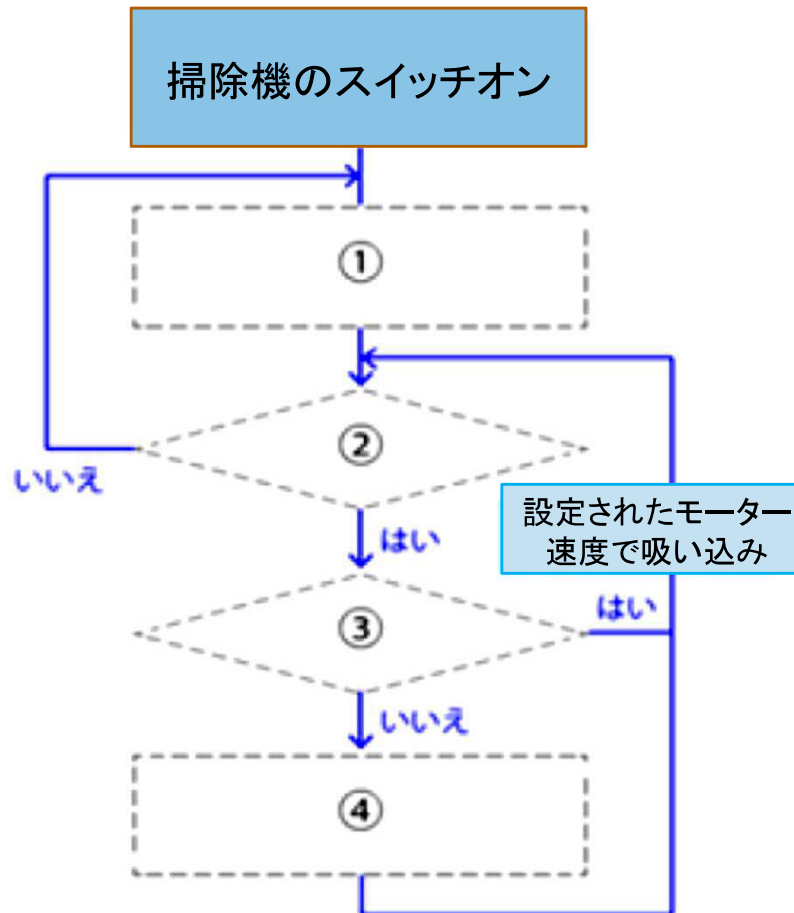 掃除機のスイッチオン
①
②
いいえ
はい
設定されたモーター
速度で吸い込み
③
はい
いいえ
④